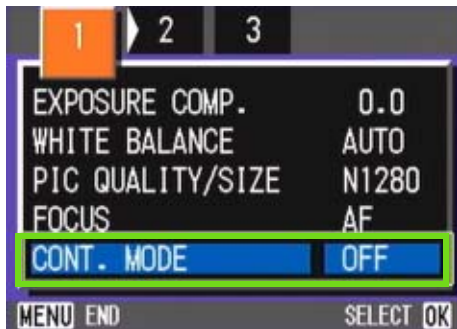 1 2 3
EXPOSURE COMP. 0.0
WHITE BALANCE AUTO
PIC QUALITY/SIZE N1280
FOCUS AF
CONT. MODE OFF
MENU END SELECT OK